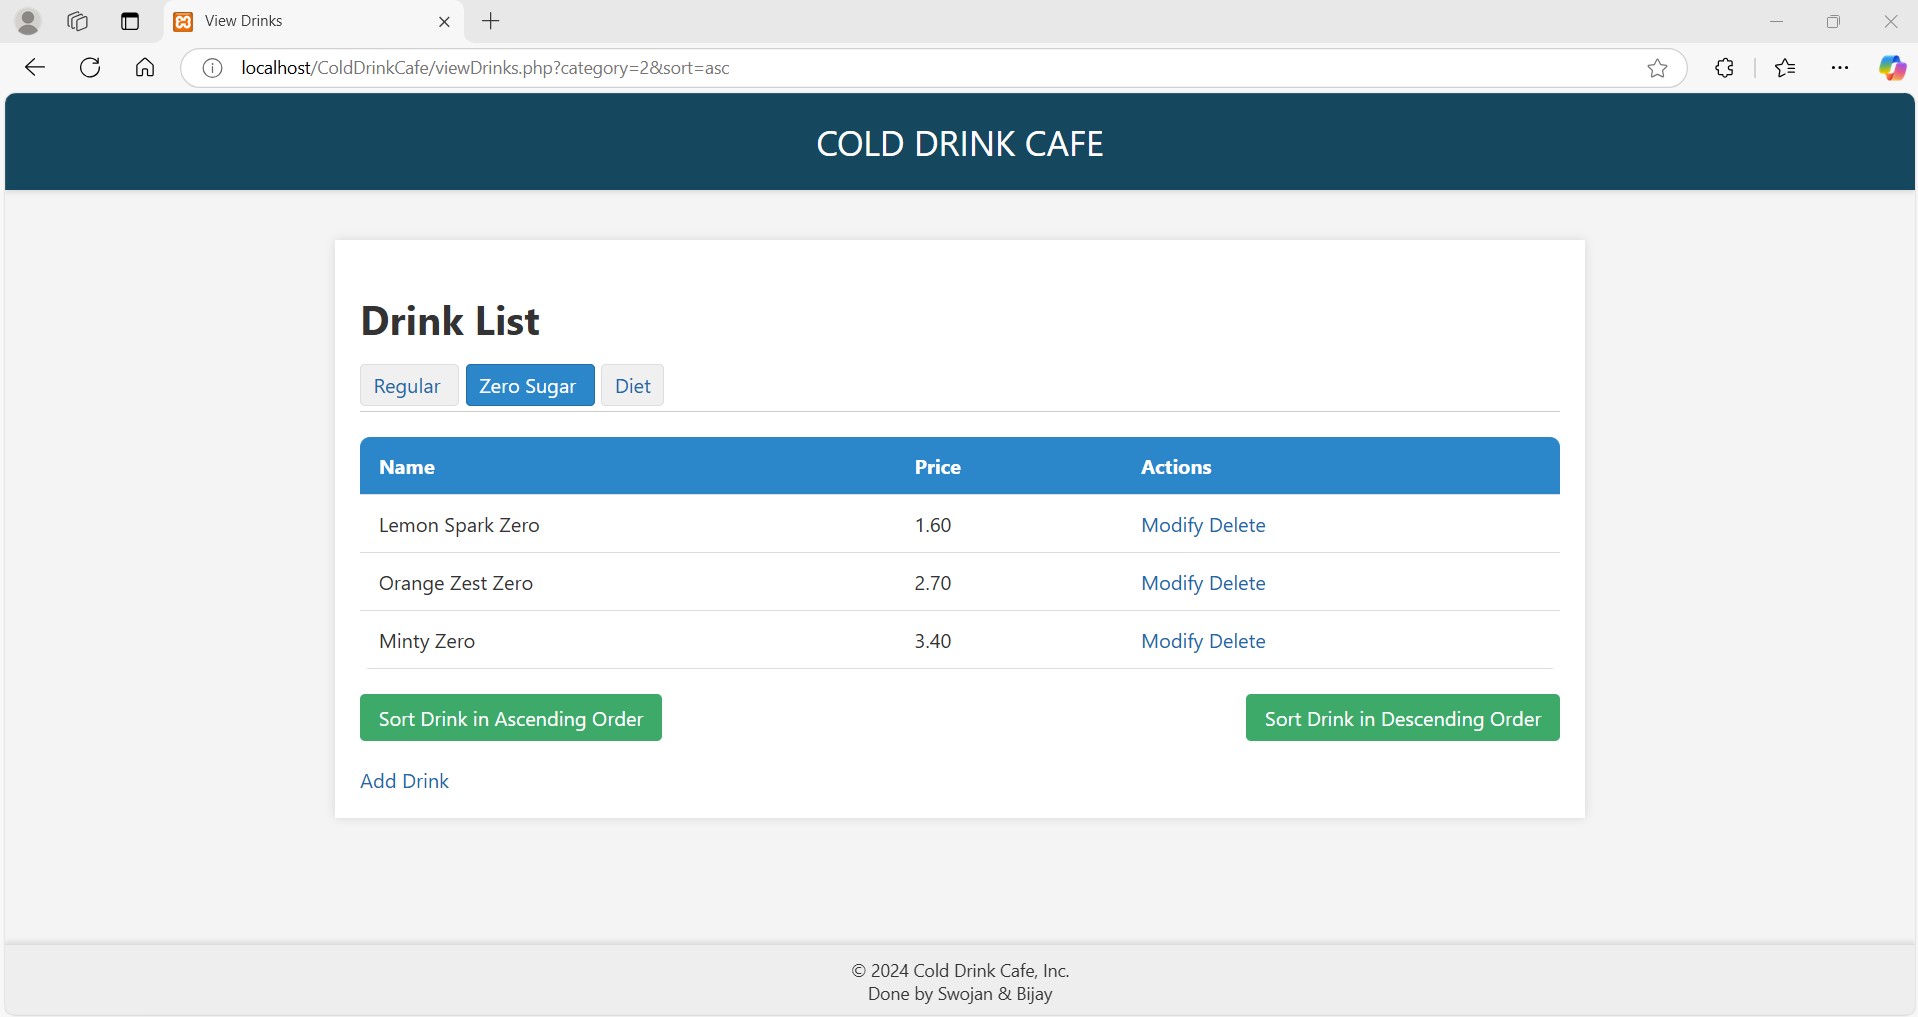 View Drinks
localhost/ColdDrinkCafe/viewDrinks.php?category=2&sort=asc
COLD DRINK CAFE
Drink List
Regular Zero Sugar Diet
Name Price Actions
Lemon Spark Zero 1.60 Modify Delete
Orange Zest Zero 2.70 Modify Delete
Minty Zero 3.40 Modify Delete
Sort Drink in Ascending Order Sort Drink in Descending Order
Add Drink
© 2024 Cold Drink Cafe, Inc.
Done by Swojan & Bijay